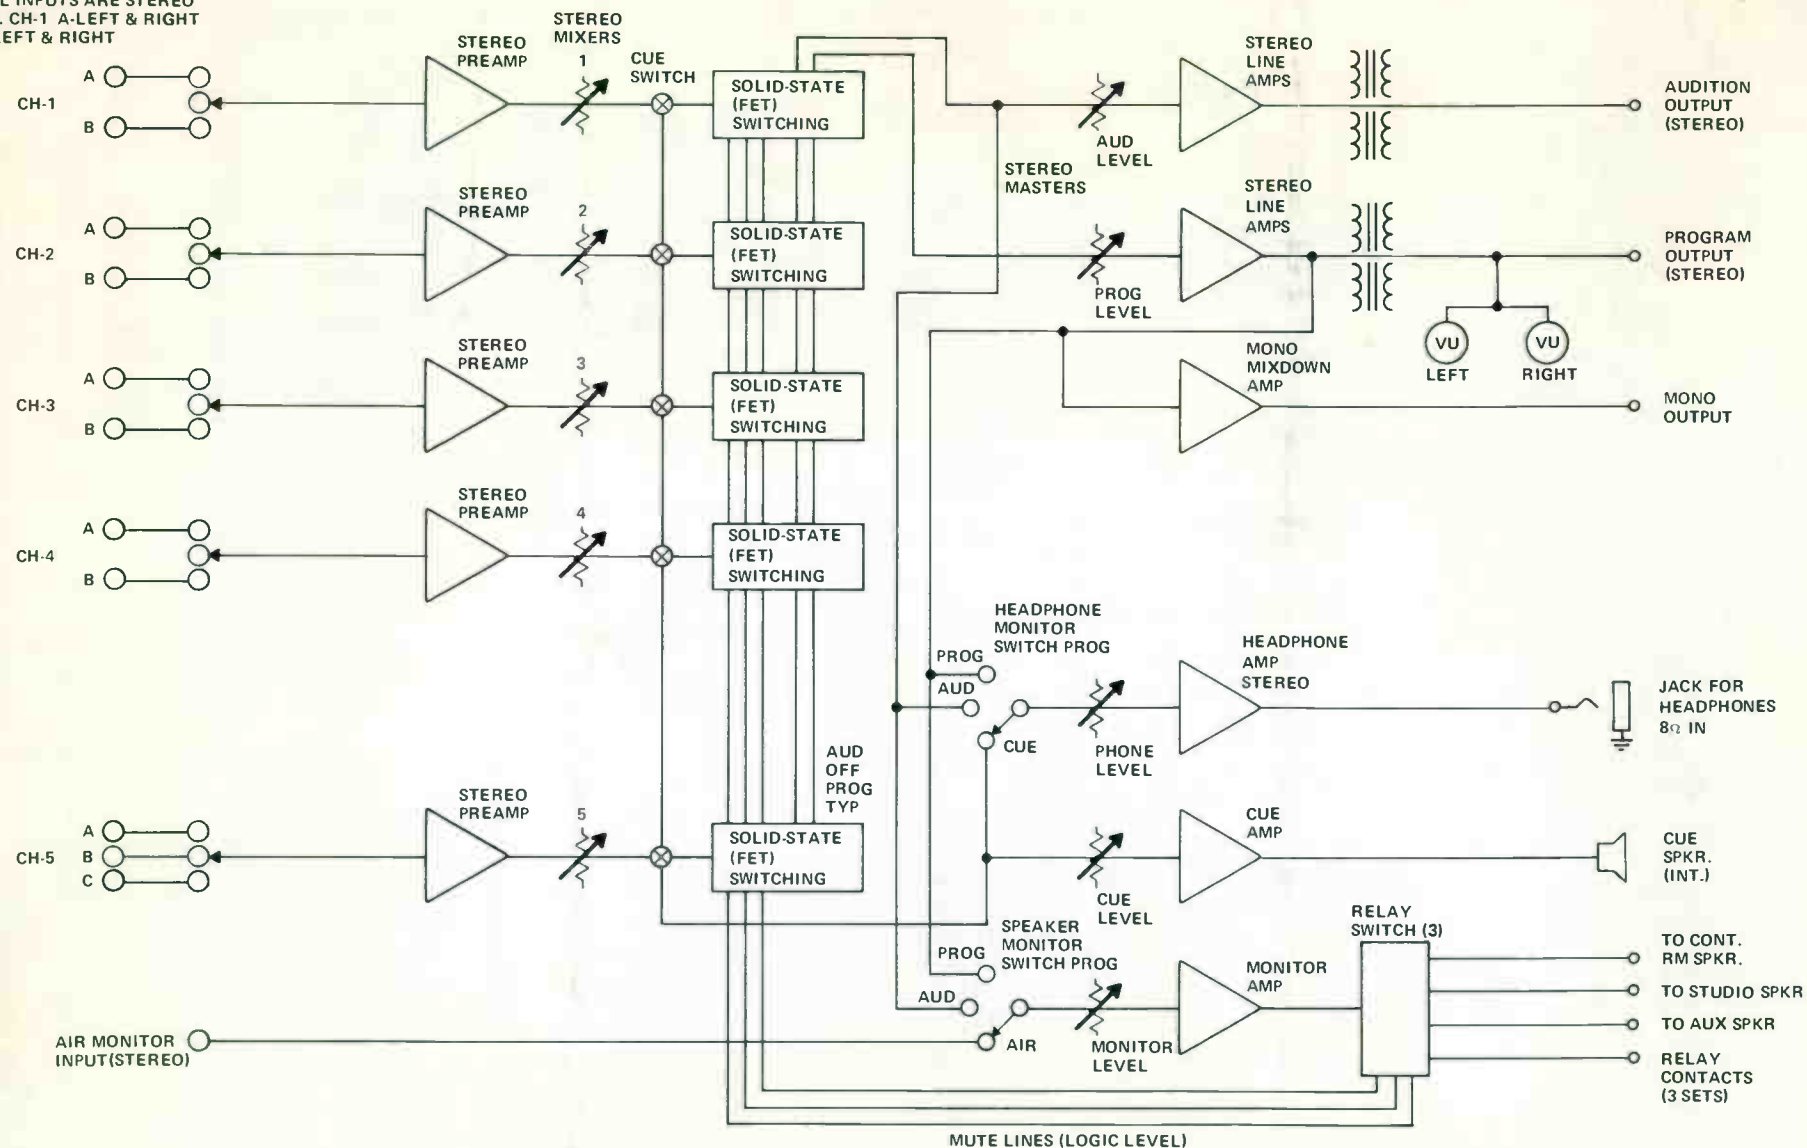 L INPUTS ARE STEREO
. CH-1 A-LEFT & RIGHT
LEFT & RIGHT
A
CH-1
B
STEREO
PREAMP
STEREO
MIXERS
1
CUE
SWITCH
SOLID-STATE
(FET)
SWITCHING
STEREO
MASTERS
AUD
LEVEL
STEREO
LINE
AMPS
AUDITION
OUTPUT
(STEREO)
A
CH-2
B
STEREO
PREAMP
2
SOLID-STATE
(FET)
SWITCHING
PROG
LEVEL
STEREO
LINE
AMPS
PROGRAM
OUTPUT
(STEREO)
VU
LEFT
VU
RIGHT
A
CH-3
B
STEREO
PREAMP
3
SOLID-STATE
(FET)
SWITCHING
MONO
MIXDOWN
AMP
MONO
OUTPUT
A
CH-4
B
STEREO
PREAMP
4
SOLID-STATE
(FET)
SWITCHING
HEADPHONE
MONITOR
SWITCH PROG
PROG
AUD
CUE
PHONE
LEVEL
HEADPHONE
AMP
STEREO
JACK FOR
HEADPHONES
8Ω IN
AUD
OFF
PROG
TYP
A
CH-5
B
C
STEREO
PREAMP
5
SOLID-STATE
(FET)
SWITCHING
CUE
LEVEL
CUE
AMP
CUE
SPKR.
(INT.)
SPEAKER
MONITOR
SWITCH PROG
PROG
AUD
AIR
MONITOR
LEVEL
MONITOR
AMP
RELAY
SWITCH (3)
TO CONT.
RM SPKR.
TO STUDIO SPKR
TO AUX SPKR
RELAY
CONTACTS
(3 SETS)
AIR MONITOR
INPUT(STEREO)
MUTE LINES (LOGIC LEVEL)